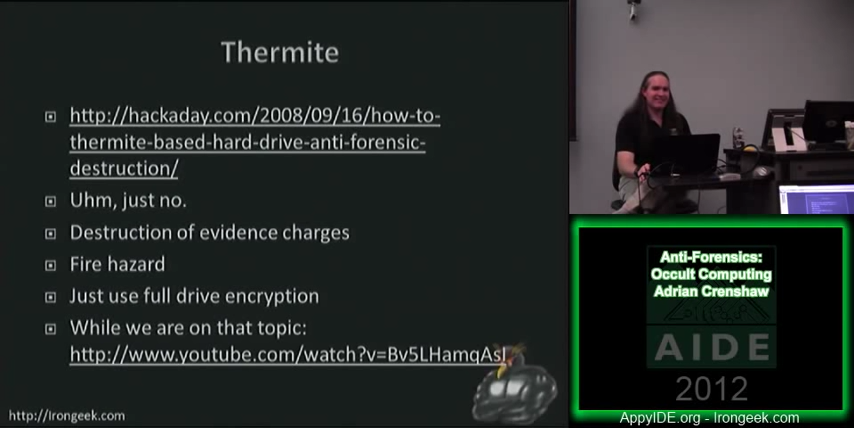 Thermite
http://hackaday.com/2008/09/16/how-to-
thermite-based-hard-drive-anti-forensic-
destruction/
Uhm, just no.
Destruction of evidence charges
Fire hazard
Just use full drive encryption
While we are on that topic:
http://www.youtube.com/watch?v=Bv5LHamqAsI
http://Irongeek.com
Anti-Forensics:
Occult Computing
Adrian Crenshaw
AIDE
2012
AppyIDE.org - Irongeek.com